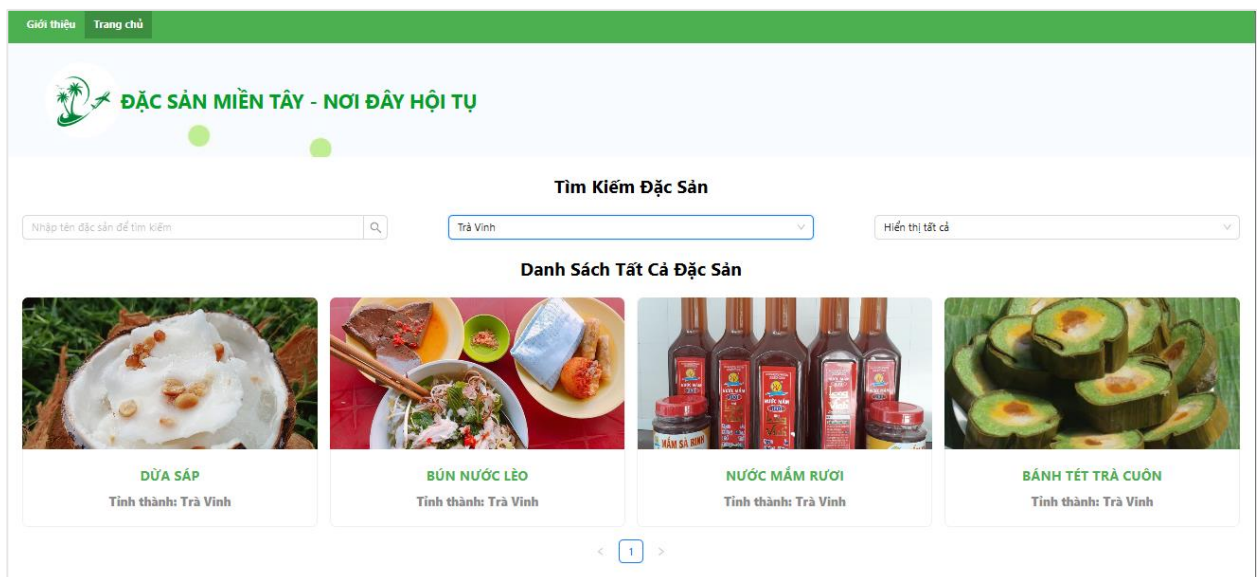 Giới thiệu Trang chủ
ĐẶC SẢN MIỀN TÂY - NƠI ĐÂY HỘI TỤ
Tìm Kiếm Đặc Sản
Nhập tên đặc sản để tìm kiếm
Trà Vinh
Hiển thị tất cả
Danh Sách Tất Cả Đặc Sản
MẮM SÀ RINH
DỪA SÁP
Tỉnh thành: Trà Vinh
BÚN NƯỚC LÈO
Tỉnh thành: Trà Vinh
NƯỚC MẮM RƯƠI
Tỉnh thành: Trà Vinh
BÁNH TÉT TRÀ CUÔN
Tỉnh thành: Trà Vinh
< 1 >